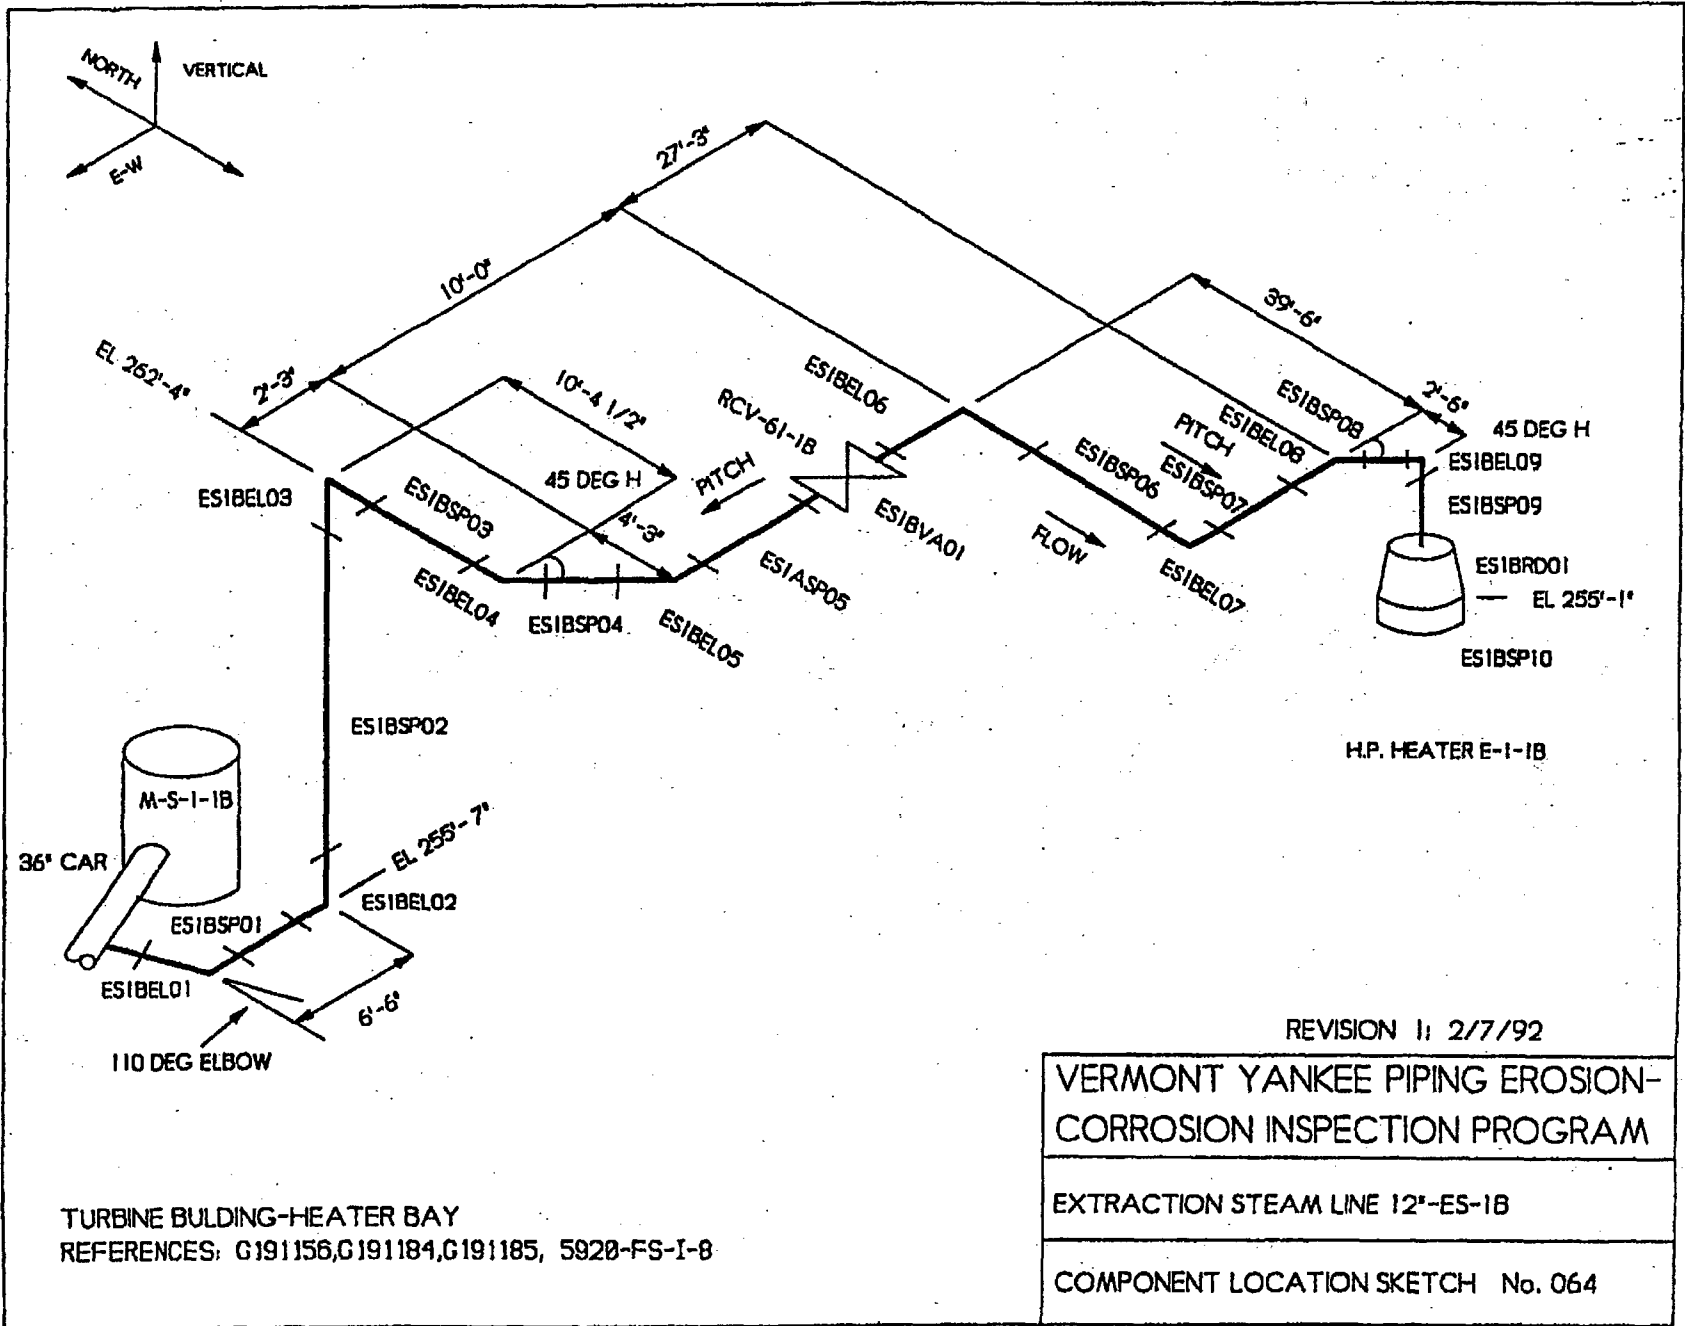 NORTH
VERTICAL
E-W
27'-3"
10'-0"
39'-6"
EL 262'-4"
2'-3"
10'-4 1/2"
ES1BEL06
RCV-61-1B
ES1BSP08
2'-6"
ES1BEL08
PITCH
45 DEG H
ES1BEL09
45 DEG H
PITCH
ES1BEL03
ES1BSP03
ES1BSP06
ES1BSP07
ES1BSP09
4'-3"
ES1BVA01
FLOW
ES1BEL04
ES1ASP05
ES1BEL07
ES1BRD01
EL 255'-1"
ES1BSP04
ES1BEL05
ES1BSP10
ES1BSP02
H.P. HEATER E-1-1B
M-S-1-1B
EL 255'-7"
36" CAR
ES1BEL02
ES1BSP01
ES1BEL01
6'-6"
110 DEG ELBOW
REVISION 1: 2/7/92
VERMONT YANKEE PIPING EROSION-
CORROSION INSPECTION PROGRAM
EXTRACTION STEAM LINE 12"-ES-1B
COMPONENT LOCATION SKETCH No. 064
TURBINE BULDING-HEATER BAY
REFERENCES: G191156,G191184,G191185, 5920-FS-I-8